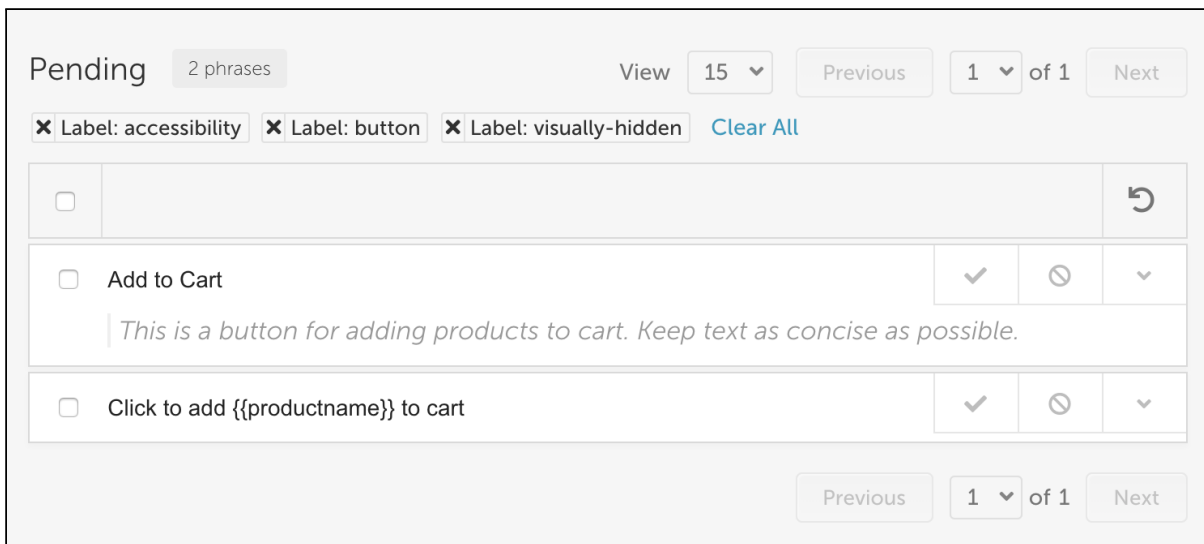 Pending 2 phrases View 15 Previous 1 of 1 Next
Label: accessibility Label: button Label: visually-hidden Clear All
Add to Cart
This is a button for adding products to cart. Keep text as concise as possible.
Click to add {{productname}} to cart
Previous 1 of 1 Next